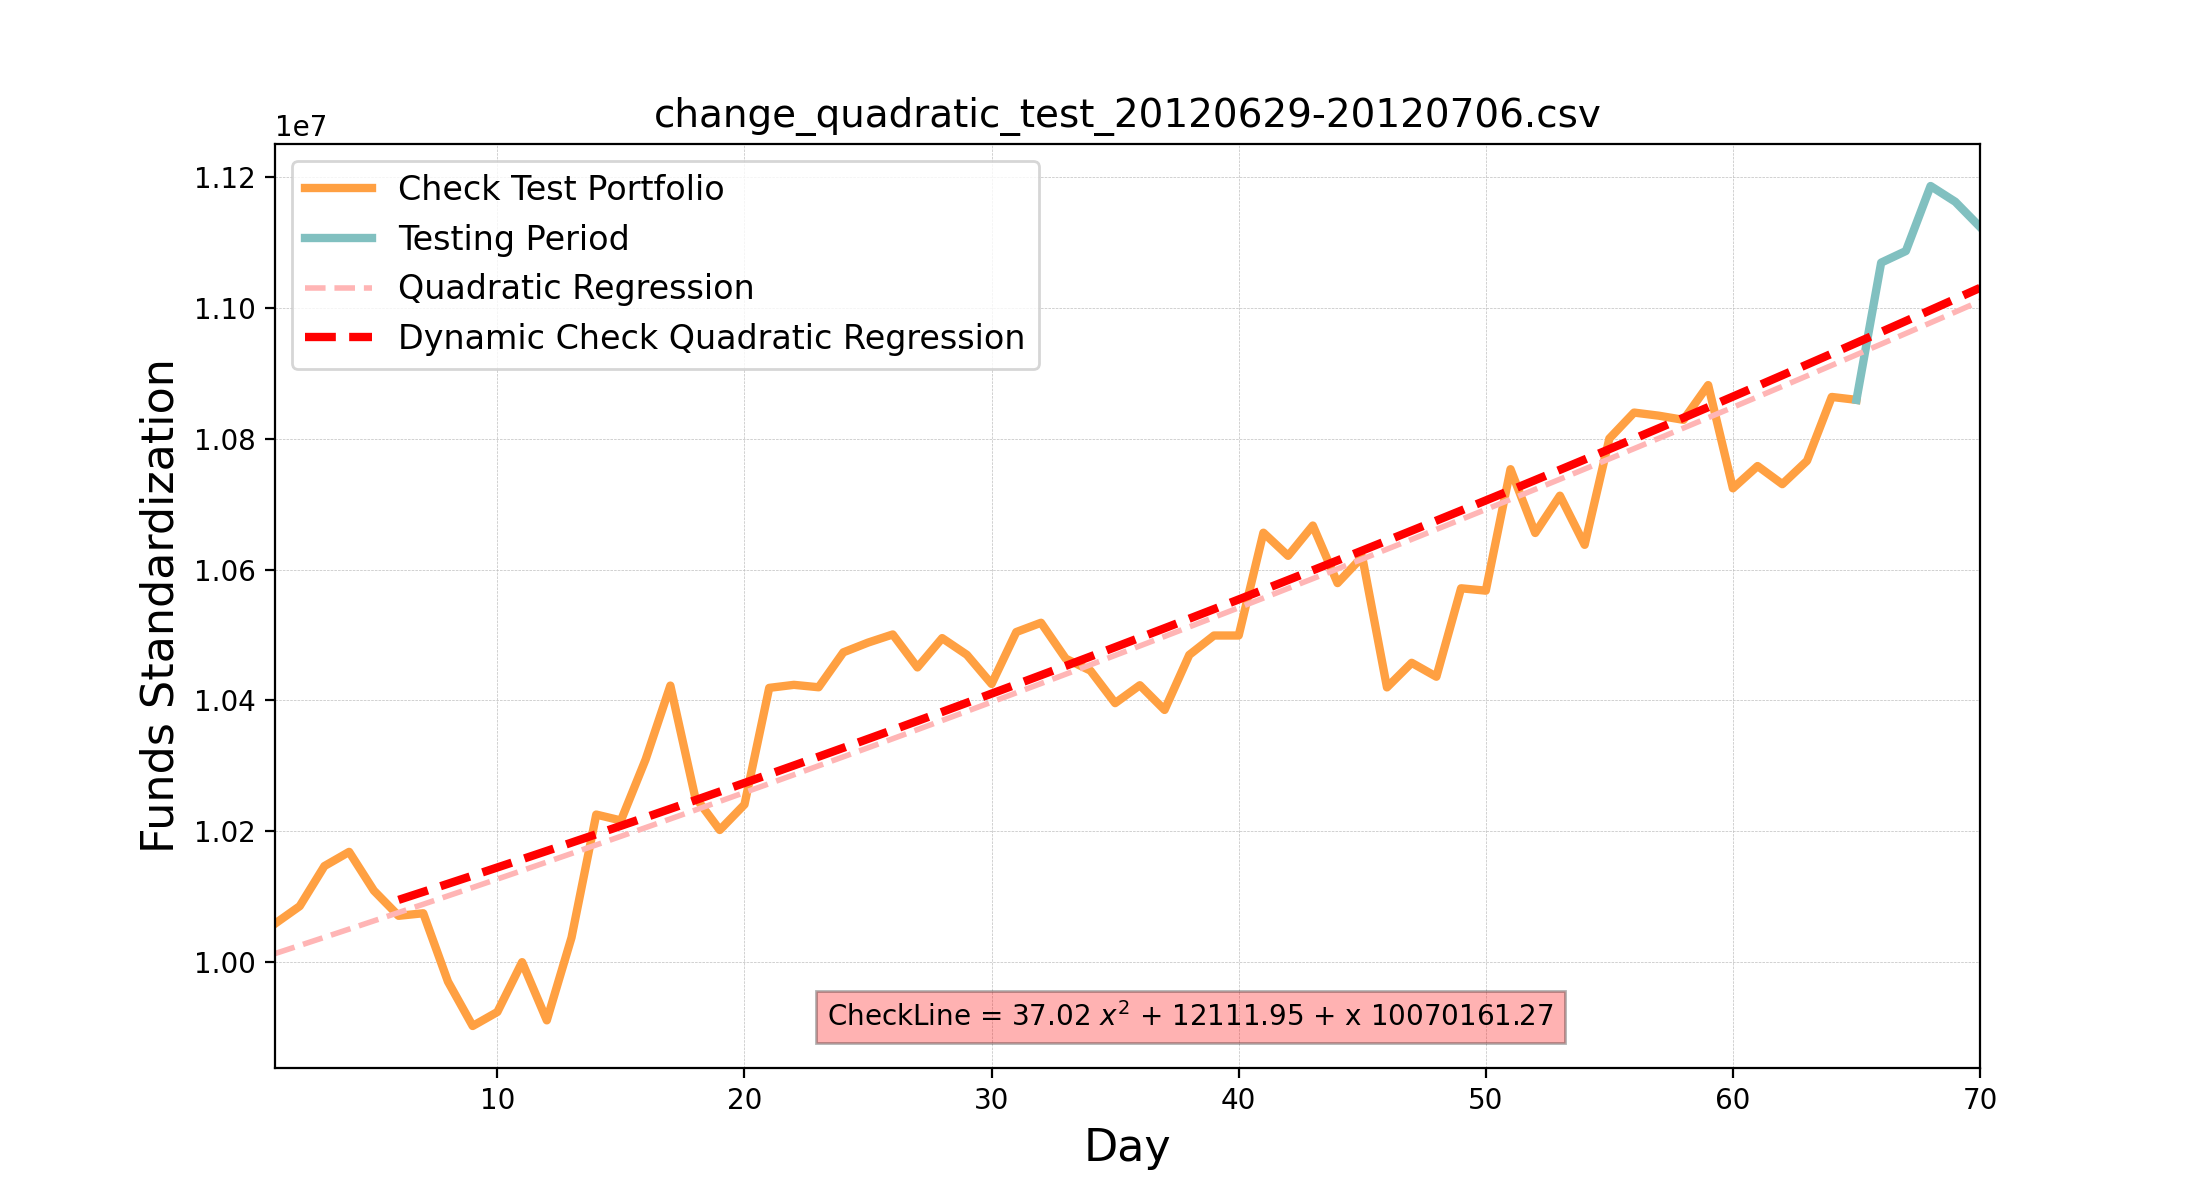 change_quadratic_test_20120629-20120706.csv
1e7
1.12
1.10
1.08
1.06
1.04
1.02
1.00
Funds Standardization
Check Test Portfolio
Testing Period
Quadratic Regression
Dynamic Check Quadratic Regression
CheckLine = 37.02 x² + 12111.95 + x 10070161.27
10 20 30 40 50 60 70
Day